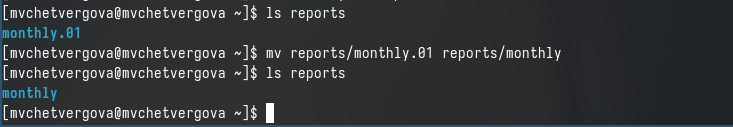 [mvchetvergova@mvchetvergova ~]$ ls reports
monthly.01
[mvchetvergova@mvchetvergova ~]$ mv reports/monthly.01 reports/monthly
[mvchetvergova@mvchetvergova ~]$ ls reports
monthly
[mvchetvergova@mvchetvergova ~]$